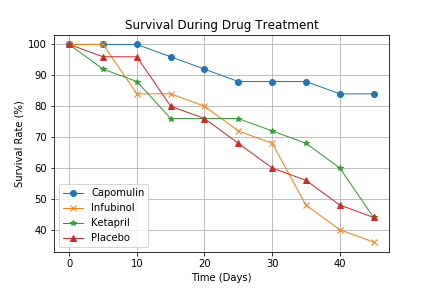 Survival During Drug Treatment
100
90
80
70
60
50
40
Survival Rate (%)
Capomulin
Infubinol
Ketapril
Placebo
0 10 20 30 40
Time (Days)